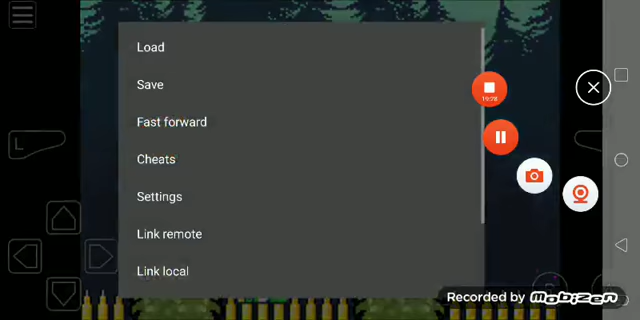 Load
Save
Fast forward
Cheats
Settings
Link remote
Link local
L
Recorded by Mobizen